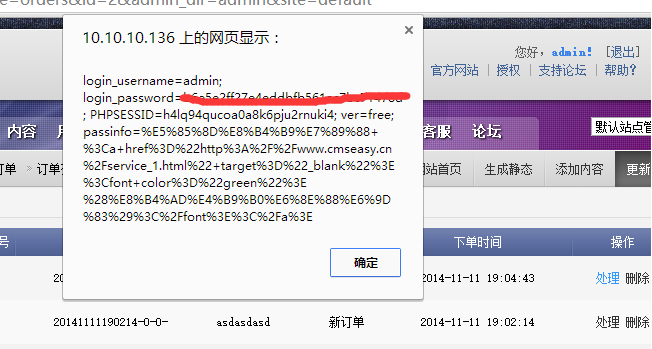 =orders&id=2&admin_dir=admin&site=default
10.10.10.136 上的网页显示：
login_username=admin;
login_password=
; PHPSESSID=h4lq94qucoa0a8k6pju2rnuki4; ver=free;
passinfo=%E5%85%8D%E8%B4%B9%E7%89%88+
%3Ca+href%3D%22http%3A%2F%2Fwww.cmseasy.cn
%2Fservice_1.html%22+target%3D%22_blank%22%3E
%3Cfont+color%3D%22green%22%3E
%28%E8%B4%AD%E4%B9%B0%E6%8E%88%E6%9D
%83%29%3C%2Ffont%3E%3C%2Fa%3E
确定
你好, admin! [退出]
官方网站 | 授权 | 支持论坛 | 帮助?
内容 客服 论坛
默认站点管
订单 订单 网站首页 生成静态 添加内容 更新
号 下单时间 操作
20 2014-11-11 19:04:43 处理 删除
20141111190214-0-0- asdasdasd 新订单 2014-11-11 19:02:14 处理 删除